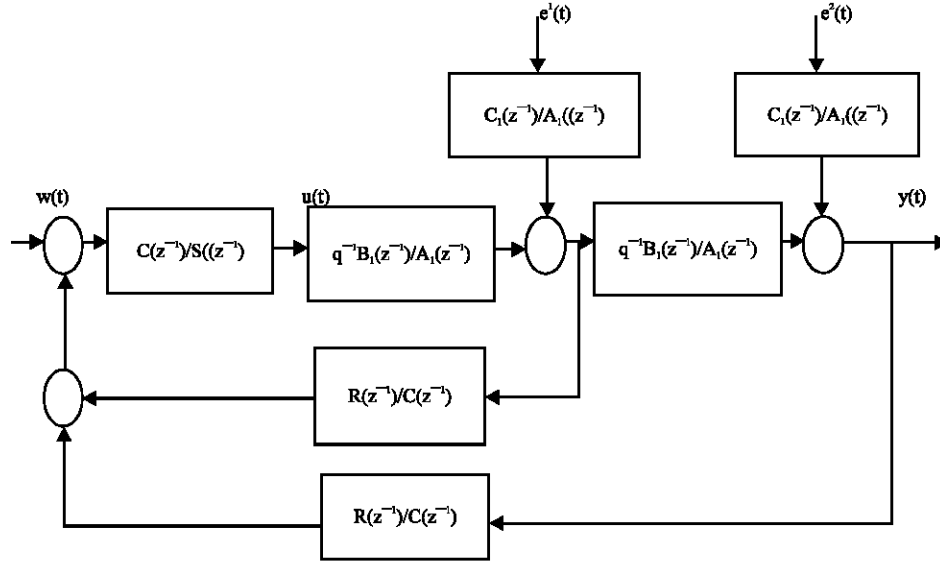 e¹(t)
e²(t)
C₁(z⁻¹)/A₁((z⁻¹)
C₁(z⁻¹)/A₁((z⁻¹)
w(t)
u(t)
y(t)
C(z⁻¹)/S((z⁻¹)
q⁻¹B₁(z⁻¹)/A₁(z⁻¹)
q⁻¹B₁(z⁻¹)/A₁(z⁻¹)
R(z⁻¹)/C(z⁻¹)
R(z⁻¹)/C(z⁻¹)